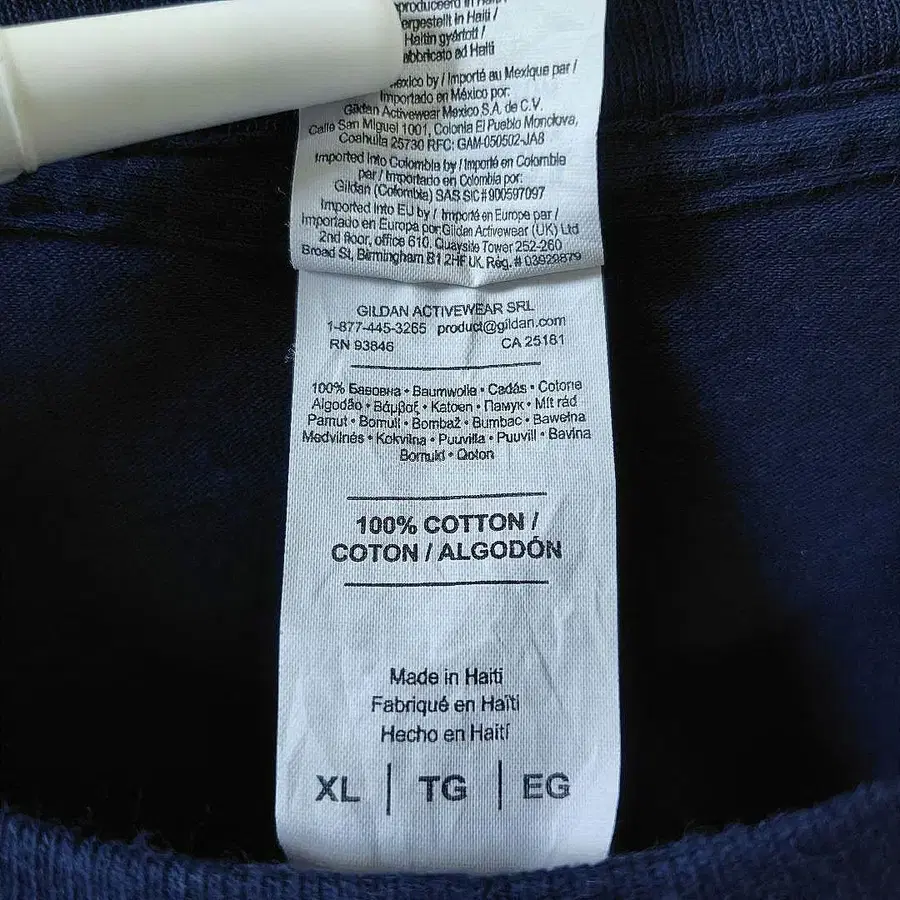 produceerd in Haïti /
ergestellt in Haiti /
Haitin gyártott /
abbricato ad Haiti
México by / Importé au Mexique par /
Importado en México por:
Gildan Activewear Mexico S.A. de C.V.
Calle San Miguel 1001, Colonia El Pueblo Monclova,
Coahuila 25730 RFC: GAM-050502-JA8
Imported into Colombia by / Importé en Colombie
par / Importado en Colombia por:
Gildan (Colombia) SAS SIC#900597097
Imported into EU by / Importé en Europe par /
Importado en Europa por:Gildan Activewear (UK) Ltd
2nd floor, office 610, Quayside Tower 252-260
Broad St, Birmingham B1 2HF UK Rég. # 03929879
GILDAN ACTIVEWEAR SRL
1-877-445-3265 product@gildan.com
RN 93846 CA 25181
100% Бавовна • Baumwolle • Cadás • Cotone
Algodão • Βάμβαξ • Katoen • Памук • Mít rád
Pamut • Bomull • Bombaž • Bumbac • Bawełna
Medvilnės • Kokvilna • Puuvilla • Puuvill • Bavlna
Bomuld • Qoton
100% COTTON /
COTON / ALGODÓN
Made in Haiti
Fabriqué en Haïti
Hecho en Haití
XL | TG | EG